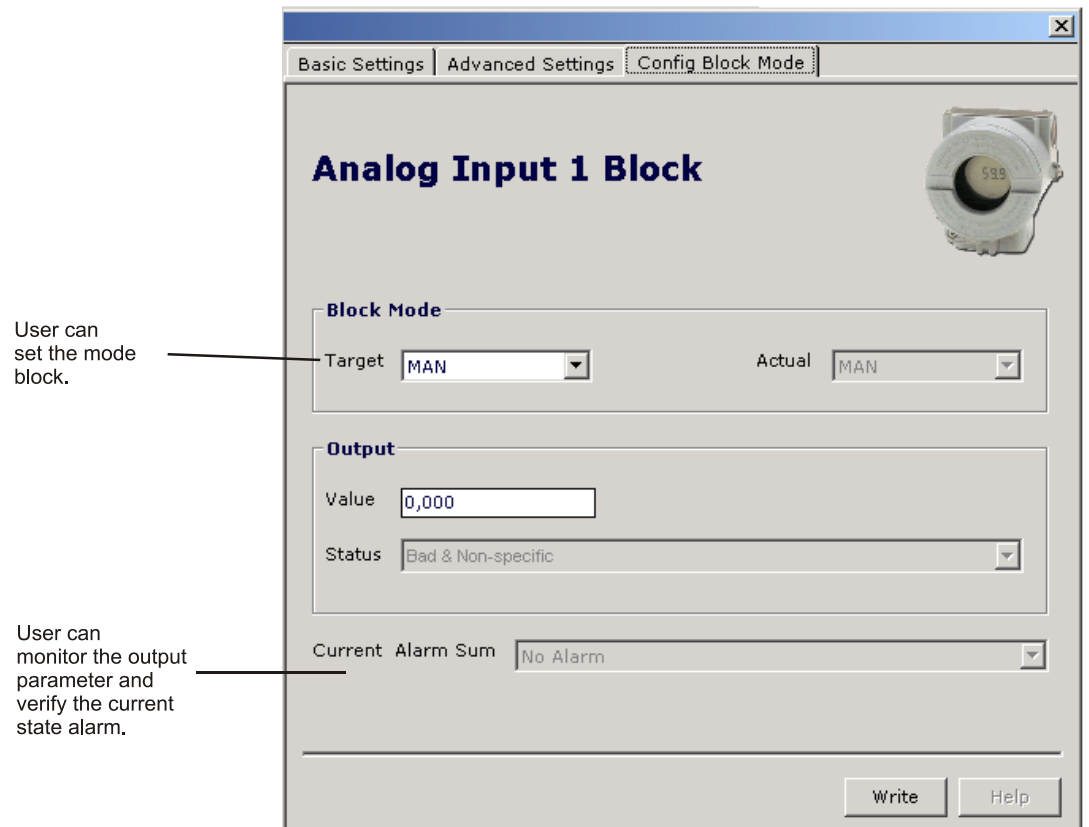 Basic Settings Advanced Settings Config Block Mode
Analog Input 1 Block
59.9
Block Mode
User can
set the mode
block.
Target MAN Actual MAN
Output
Value 0,000
Status Bad & Non-specific
User can
monitor the output
parameter and
verify the current
state alarm.
Current Alarm Sum No Alarm
Write Help